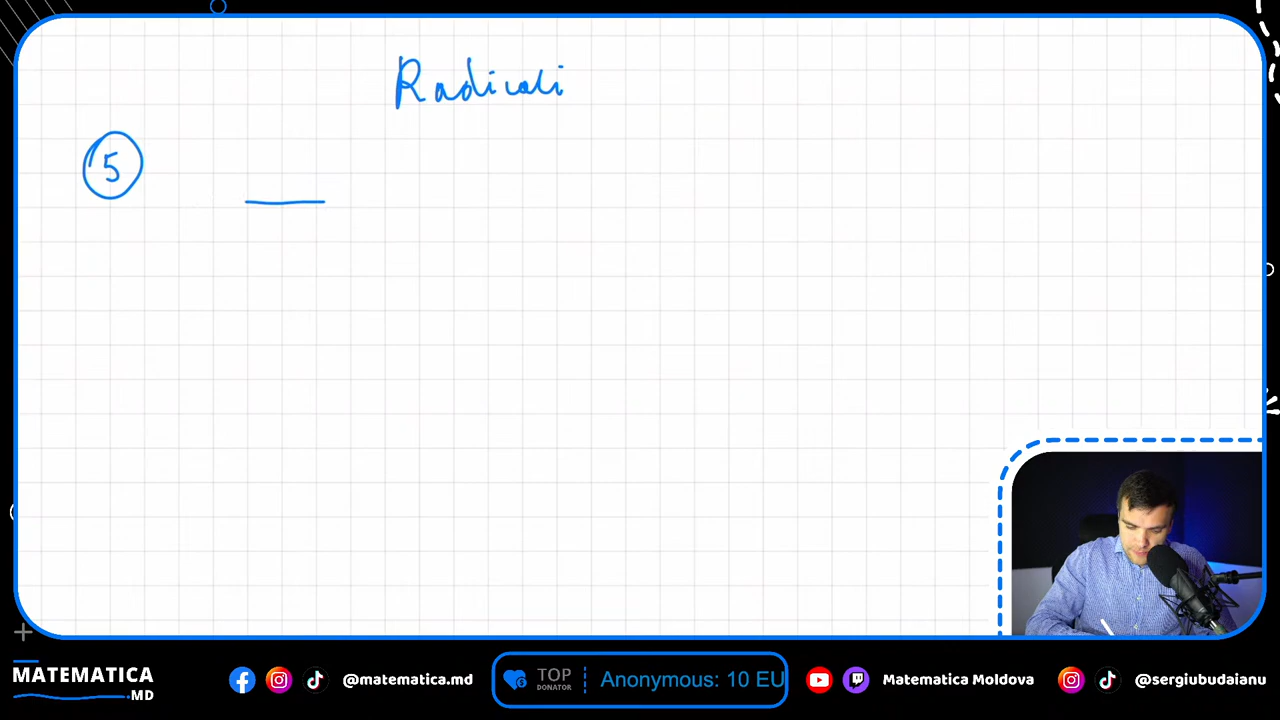 Radicali
5
MATEMATICA
.MD
@matematica.md
TOP
DONATOR
Anonymous: 10 EU
Matematica Moldova
@sergiubudaianu